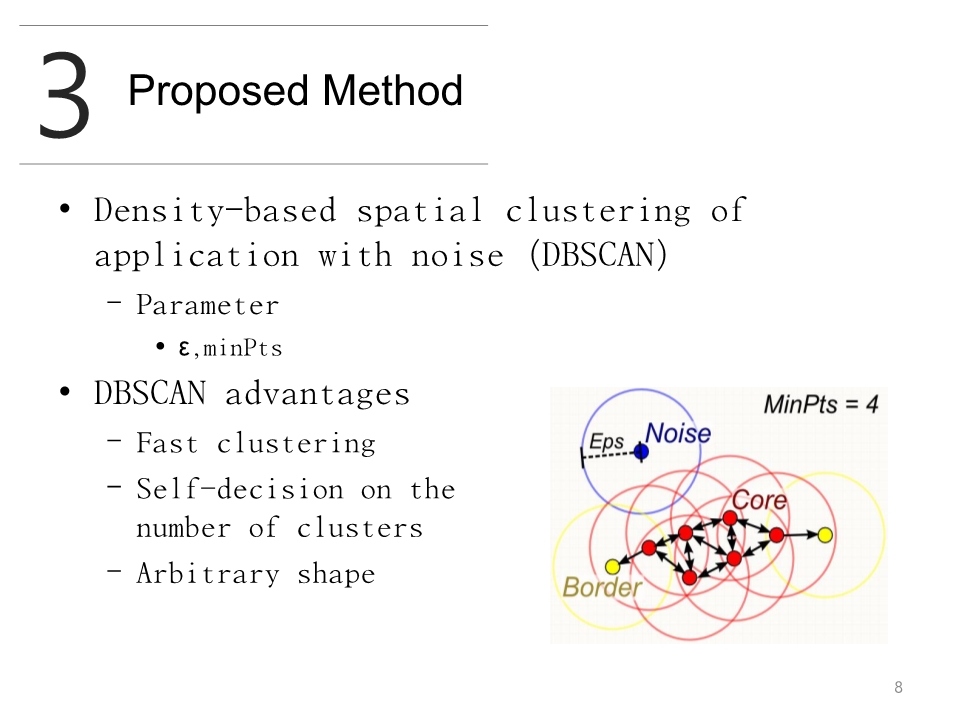 3
Proposed Method
• Density-based spatial clustering of
application with noise (DBSCAN)
– Parameter
• ε,minPts
• DBSCAN advantages
– Fast clustering
– Self-decision on the
number of clusters
– Arbitrary shape
MinPts = 4
Eps
Noise
Core
Border
8